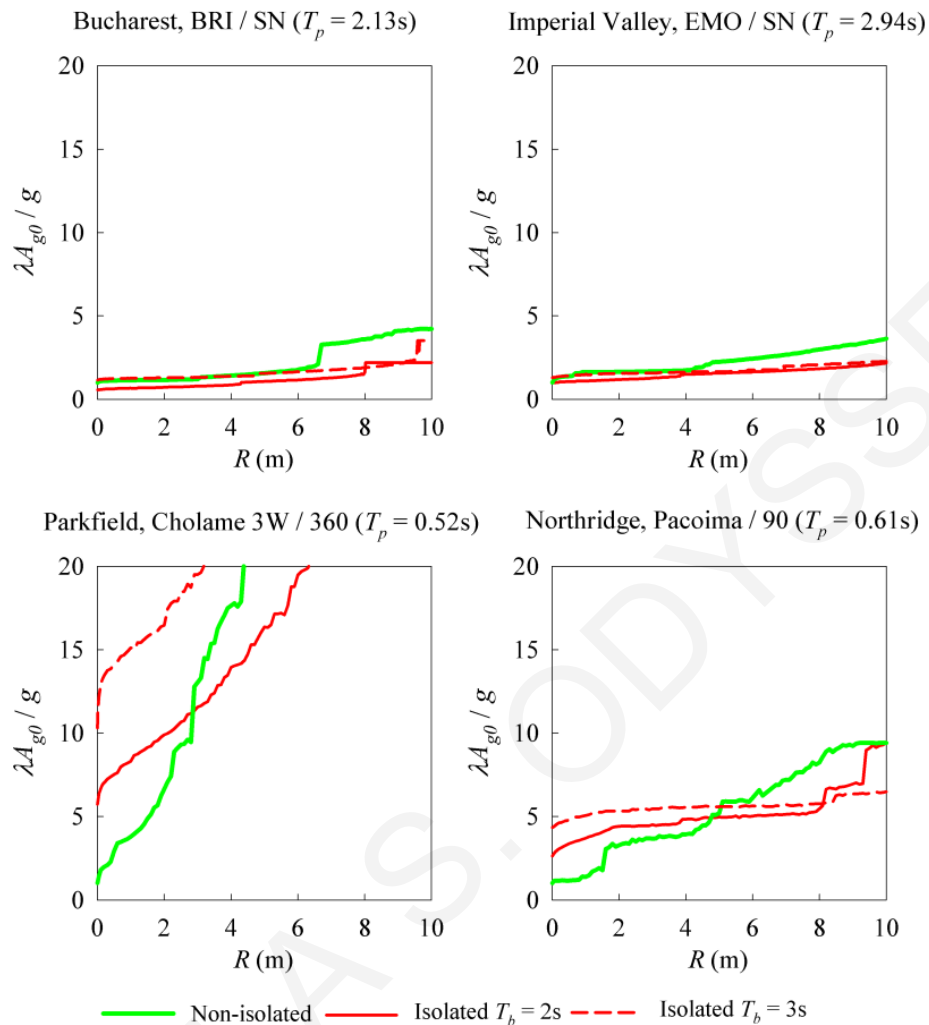 Bucharest, BRI / SN (Tp = 2.13s)
Imperial Valley, EMO / SN (Tp = 2.94s)
20
15
10
5
0
λAg0 / g
0 2 4 6 8 10
R (m)
20
15
10
5
0
λAg0 / g
0 2 4 6 8 10
R (m)
Parkfield, Cholame 3W / 360 (Tp = 0.52s)
Northridge, Pacoima / 90 (Tp = 0.61s)
20
15
10
5
0
λAg0 / g
0 2 4 6 8 10
R (m)
20
15
10
5
0
λAg0 / g
0 2 4 6 8 10
R (m)
Non-isolated
Isolated Tb = 2s
Isolated Tb = 3s
A S. ODYSSE